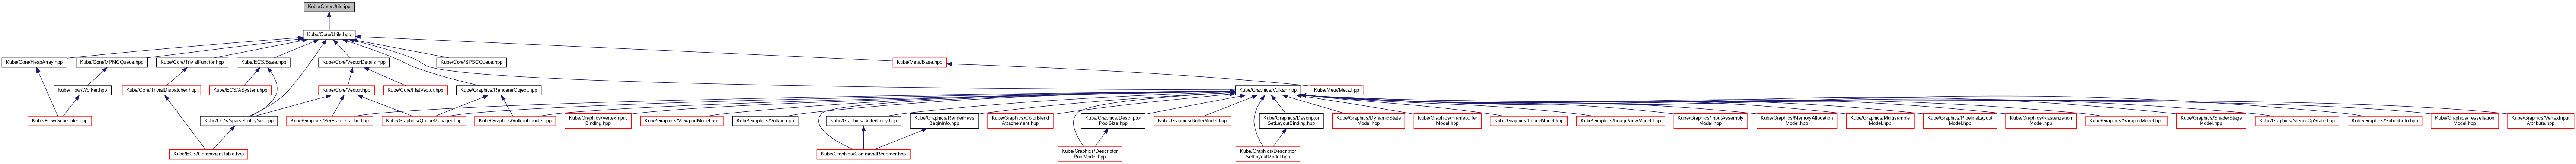 Kube/Core/Utils.ipp
Kube/Core/Utils.hpp
Kube/Core/HeapArray.hpp
Kube/Core/MPMCQueue.hpp
Kube/Core/TrivialFunctor.hpp
Kube/ECS/Base.hpp
Kube/Core/VectorDetails.hpp
Kube/Core/SPSCQueue.hpp
Kube/Meta/Base.hpp
Kube/Flow/Worker.hpp
Kube/Core/TrivialDispatcher.hpp
Kube/ECS/ASystem.hpp
Kube/Core/Vector.hpp
Kube/Core/FlatVector.hpp
Kube/Graphics/RendererObject.hpp
Kube/Graphics/Vulkan.hpp
Kube/Meta/Meta.hpp
Kube/Flow/Scheduler.hpp
Kube/ECS/SparseEntitySet.hpp
Kube/Graphics/PerFrameCache.hpp
Kube/Graphics/QueueManager.hpp
Kube/Graphics/VulkanHandle.hpp
Kube/Graphics/VertexInput
Binding.hpp
Kube/Graphics/ViewportModel.hpp
Kube/Graphics/Vulkan.cpp
Kube/Graphics/BufferCopy.hpp
Kube/Graphics/RenderPass
BeginInfo.hpp
Kube/Graphics/ColorBlend
Attachement.hpp
Kube/Graphics/Descriptor
PoolSize.hpp
Kube/Graphics/BufferModel.hpp
Kube/Graphics/Descriptor
SetLayoutBinding.hpp
Kube/Graphics/DynamicState
Model.hpp
Kube/Graphics/Framebuffer
Model.hpp
Kube/Graphics/ImageModel.hpp
Kube/Graphics/ImageViewModel.hpp
Kube/Graphics/InputAssembly
Model.hpp
Kube/Graphics/MemoryAllocation
Model.hpp
Kube/Graphics/Multisample
Model.hpp
Kube/Graphics/PipelineLayout
Model.hpp
Kube/Graphics/Rasterization
Model.hpp
Kube/Graphics/SamplerModel.hpp
Kube/Graphics/ShaderStage
Model.hpp
Kube/Graphics/StencilOpState.hpp
Kube/Graphics/SubmitInfo.hpp
Kube/Graphics/Tessellation
Model.hpp
Kube/Graphics/VertexInput
Attribute.hpp
Kube/ECS/ComponentTable.hpp
Kube/Graphics/CommandRecorder.hpp
Kube/Graphics/Descriptor
PoolModel.hpp
Kube/Graphics/Descriptor
SetLayoutModel.hpp